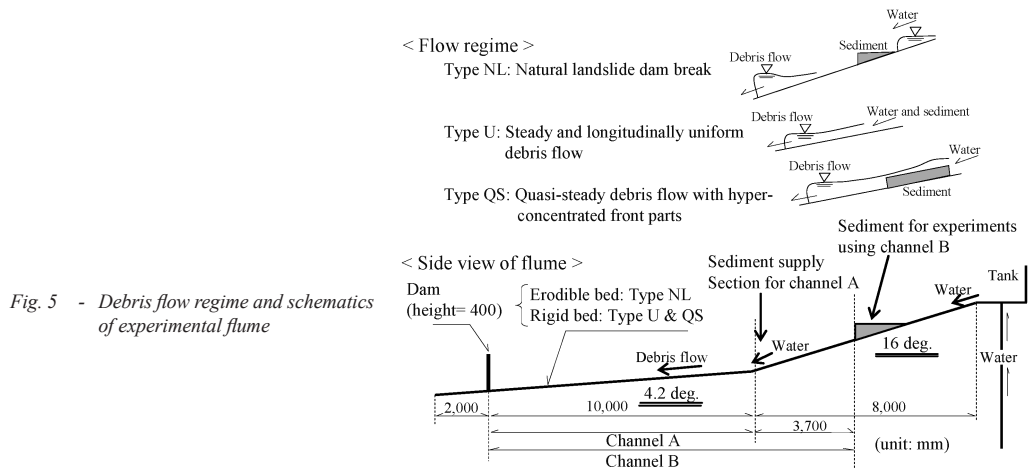 < Flow regime >
Type NL: Natural landslide dam break
Water
Sediment
Debris flow
Type U: Steady and longitudinally uniform
debris flow
Debris flow
Water and sediment
Type QS: Quasi-steady debris flow with hyper-
concentrated front parts
Debris flow
Water
Sediment
Fig. 5 - Debris flow regime and schematics
of experimental flume
< Side view of flume >
Dam
(height= 400)
Erodible bed: Type NL
Rigid bed: Type U & QS
Sediment supply
Section for channel A
Sediment for experiments
using channel B
Tank
Water
Water
Water
16 deg.
Debris flow
4.2 deg.
2,000
10,000
8,000
3,700
Channel A
Channel B
(unit: mm)